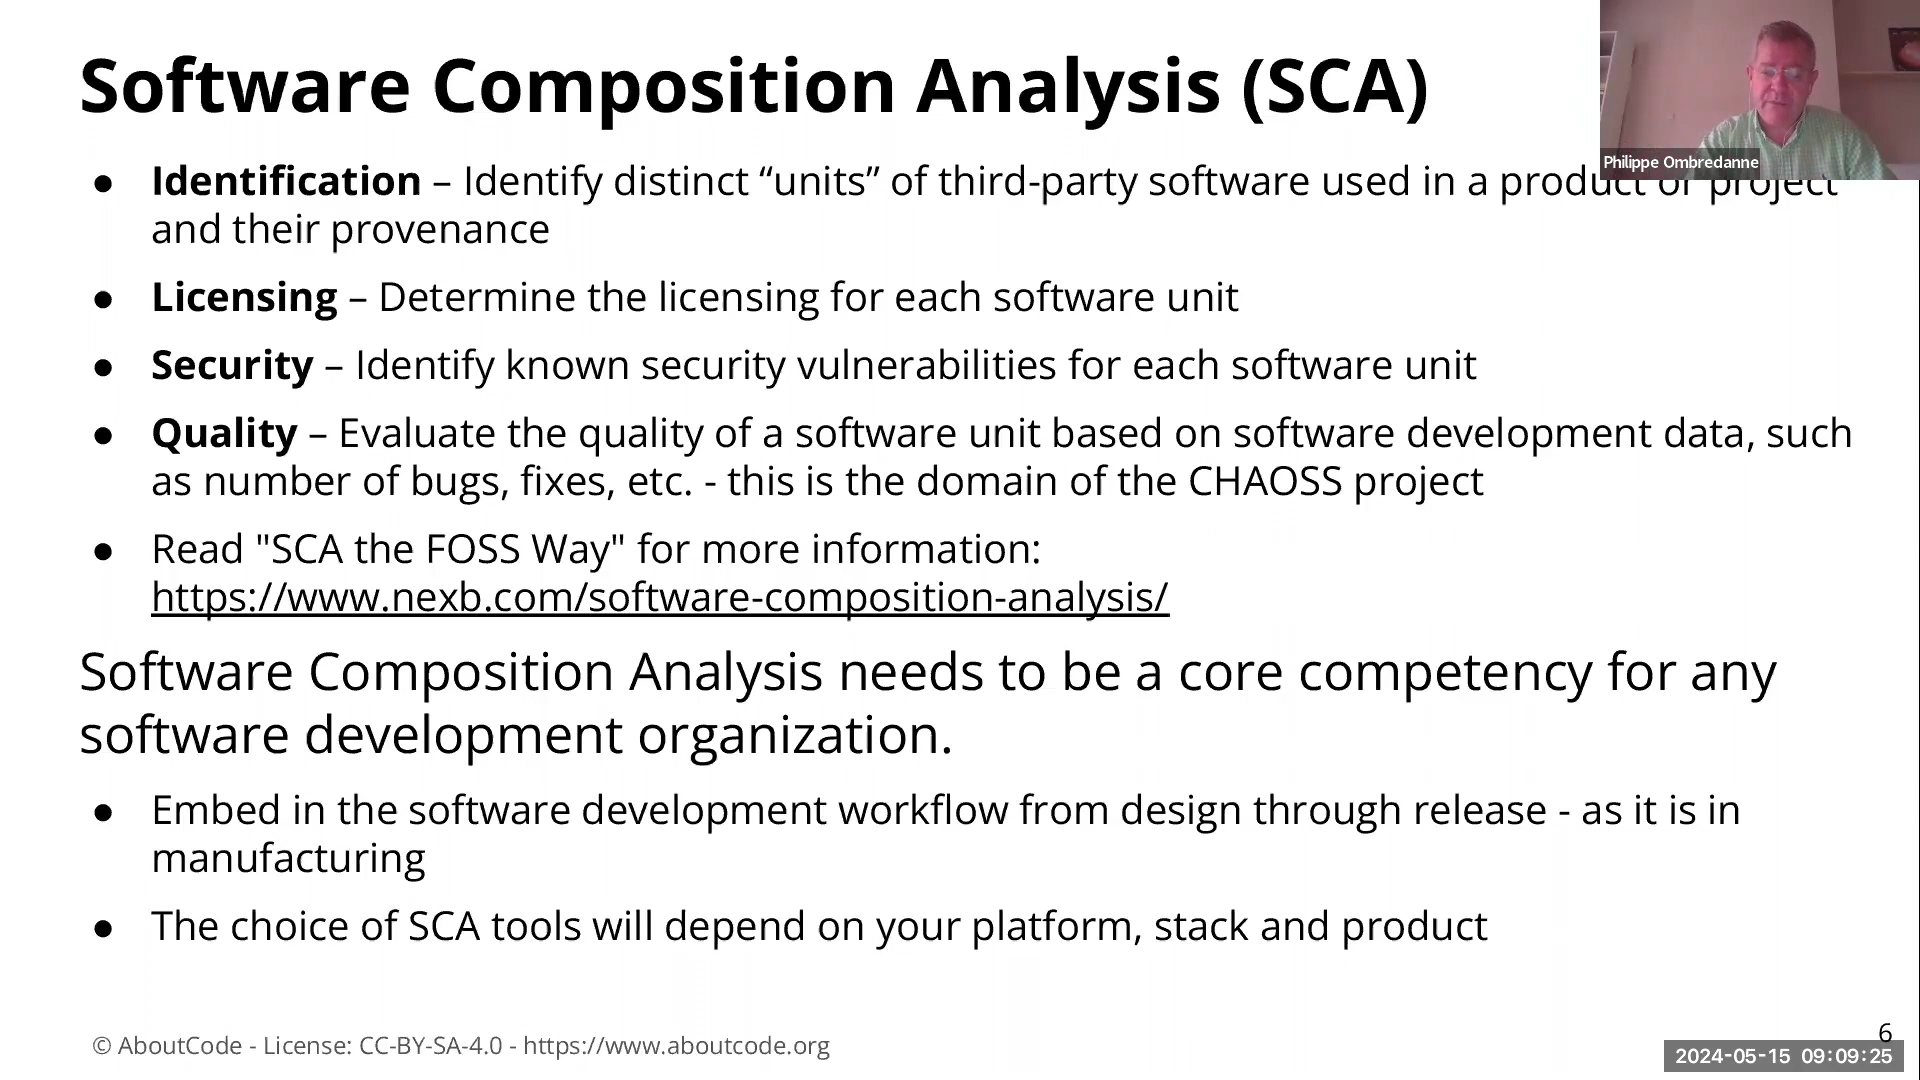 Software Composition Analysis (SCA)
Philippe Ombredanne
● Identification – Identify distinct “units” of third-party software used in a product or project
and their provenance
● Licensing – Determine the licensing for each software unit
● Security – Identify known security vulnerabilities for each software unit
● Quality – Evaluate the quality of a software unit based on software development data, such
as number of bugs, fixes, etc. - this is the domain of the CHAOSS project
● Read "SCA the FOSS Way" for more information:
https://www.nexb.com/software-composition-analysis/
Software Composition Analysis needs to be a core competency for any
software development organization.
● Embed in the software development workflow from design through release - as it is in
manufacturing
● The choice of SCA tools will depend on your platform, stack and product
© AboutCode - License: CC-BY-SA-4.0 - https://www.aboutcode.org
6
2024-05-15 09:09:25